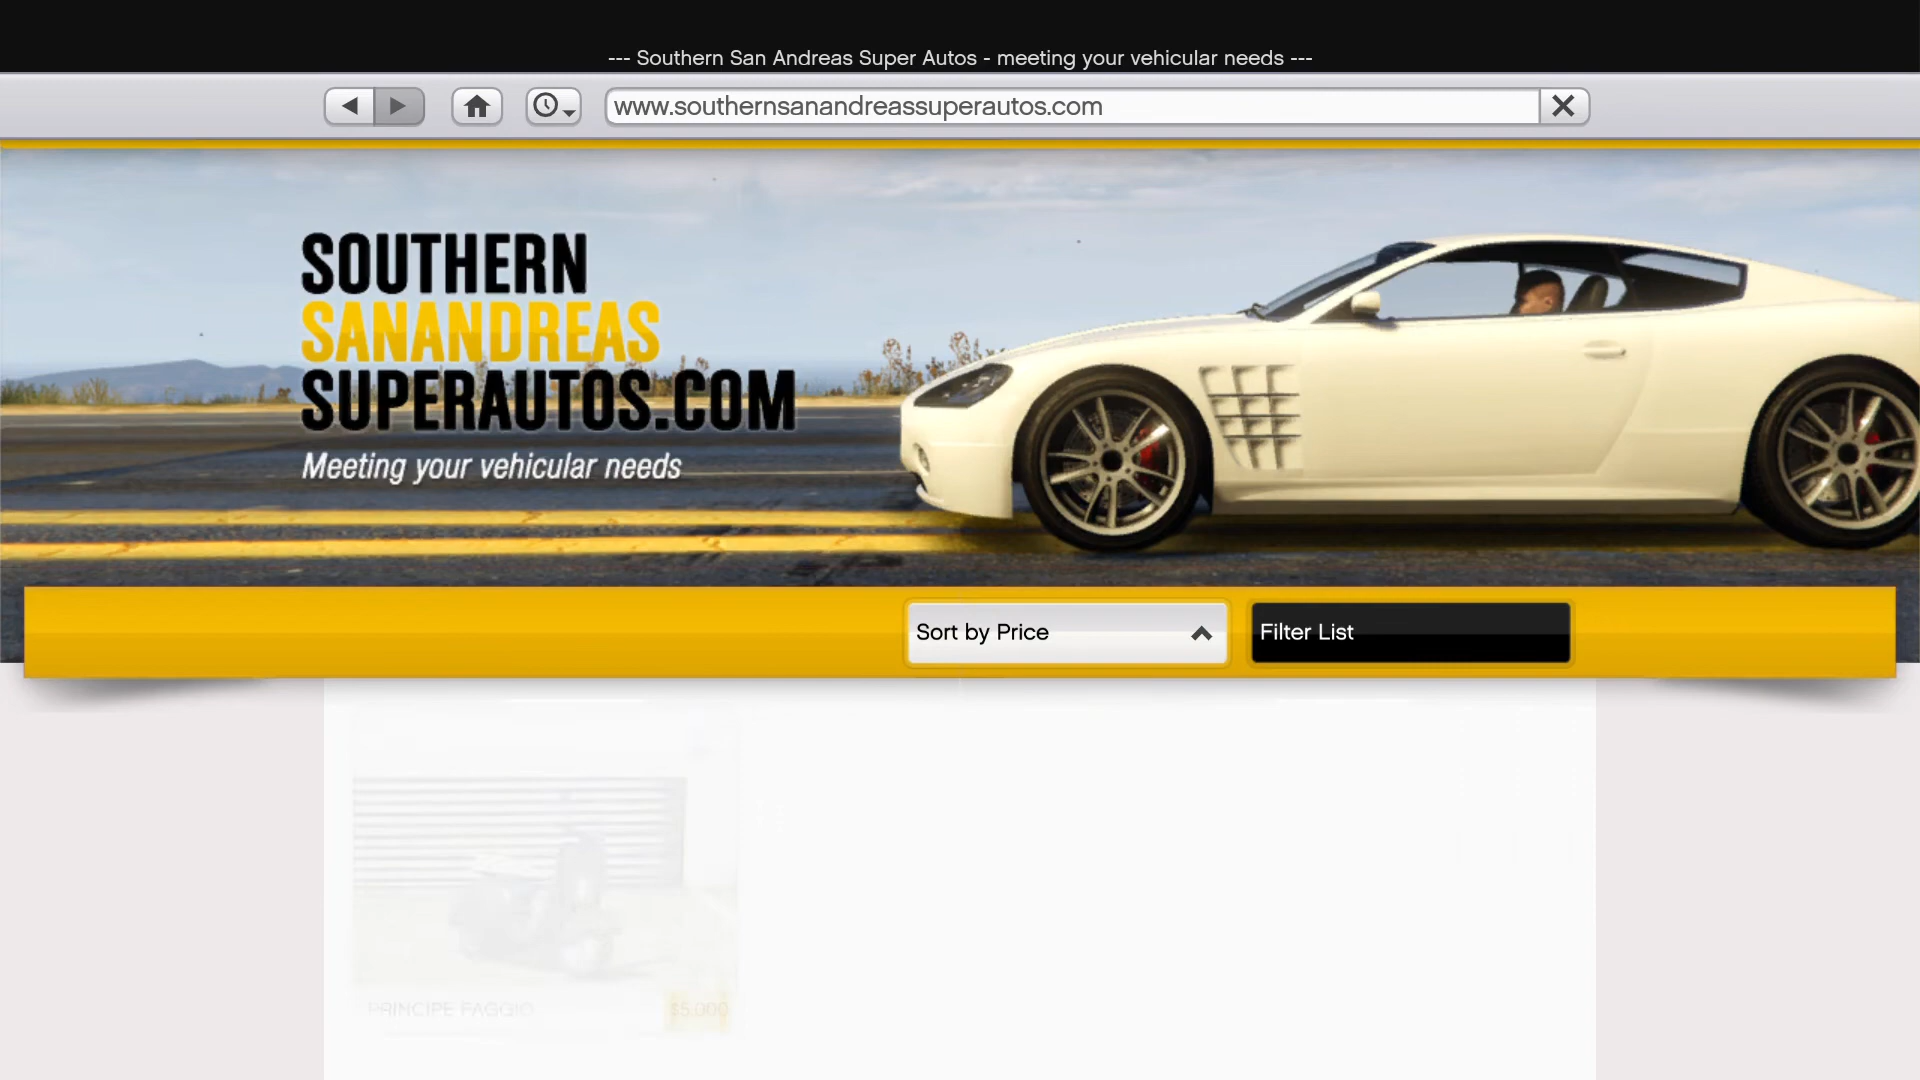 --- Southern San Andreas Super Autos - meeting your vehicular needs ---
www.southernsanandreassuperautos.com
SOUTHERN
SANANDREAS
SUPERAUTOS.COM
Meeting your vehicular needs
Sort by Price
Filter List
PRINCIPE FAGGIO
$5,000